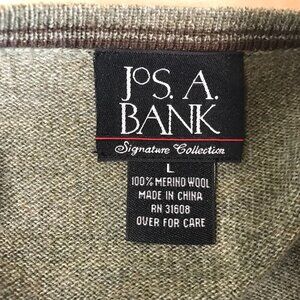 JOS. A.
BANK
Signature Collection
L
100% MERINO WOOL
MADE IN CHINA
RN 31608
OVER FOR CARE